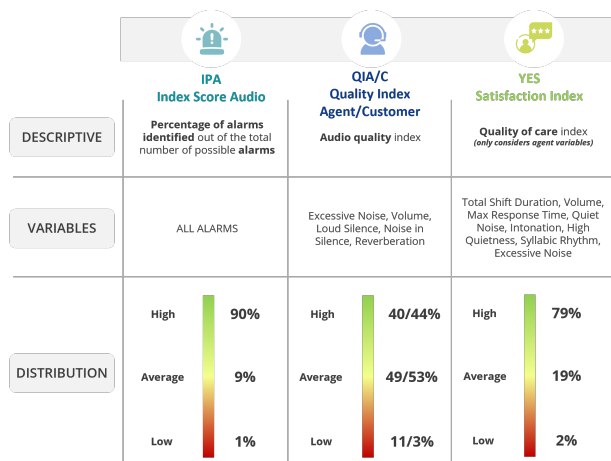 IPA
Index Score Audio
QIA/C
Quality Index
Agent/Customer
YES
Satisfaction Index
DESCRIPTIVE
Percentage of alarms
identified out of the total
number of possible alarms
Audio quality index
Quality of care index
(only considers agent variables)
VARIABLES
ALL ALARMS
Excessive Noise, Volume,
Loud Silence, Noise in
Silence, Reverberation
Total Shift Duration, Volume,
Max Response Time, Quiet
Noise, Intonation, High
Quietness, Syllabic Rhythm,
Excessive Noise
DISTRIBUTION
High 90%
Average 9%
Low 1%
High 40/44%
Average 49/53%
Low 11/3%
High 79%
Average 19%
Low 2%